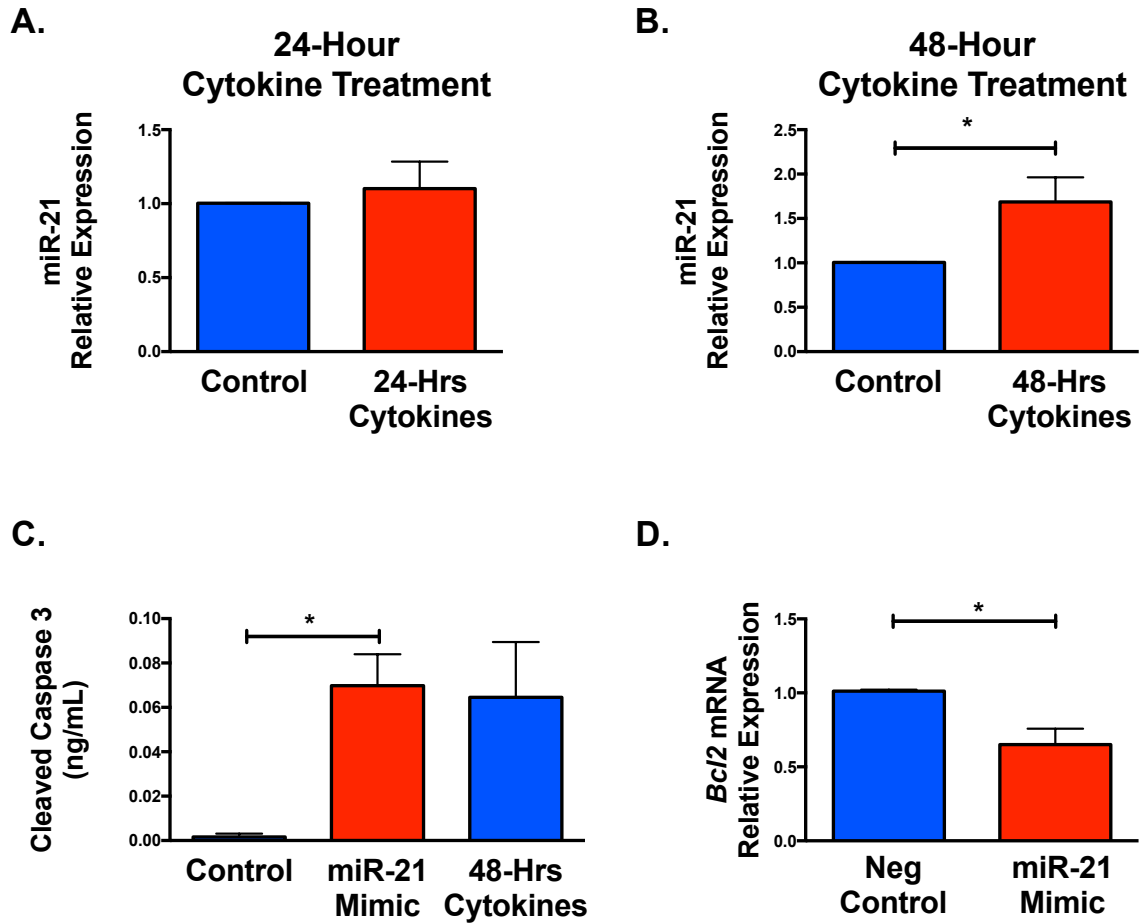 A.
24-Hour
Cytokine Treatment
miR-21
Relative Expression
1.5
1.0
0.5
0.0
Control
24-Hrs
Cytokines
B.
48-Hour
Cytokine Treatment
miR-21
Relative Expression
2.5
2.0
1.5
1.0
0.5
0.0
*
Control
48-Hrs
Cytokines
C.
Cleaved Caspase 3
(ng/mL)
0.10
0.08
0.06
0.04
0.02
0.00
*
Control
miR-21
Mimic
48-Hrs
Cytokines
D.
Bcl2 mRNA
Relative Expression
1.5
1.0
0.5
0.0
*
Neg
Control
miR-21
Mimic